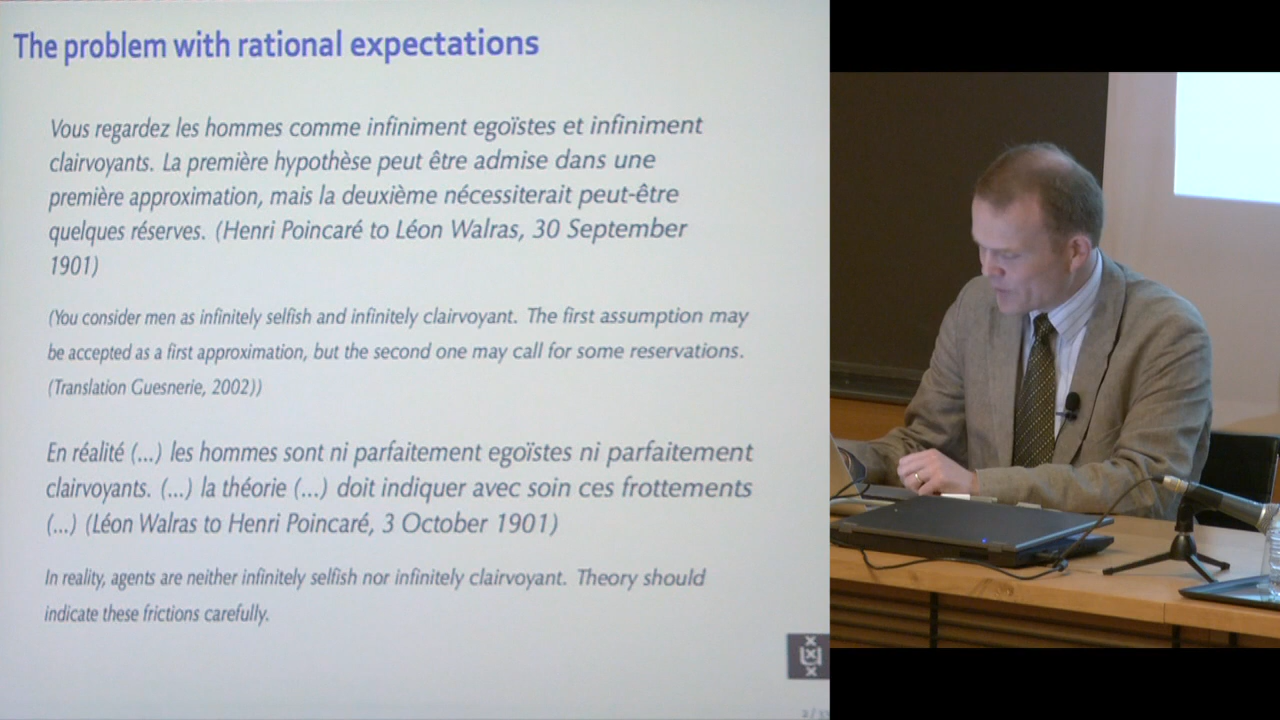 The problem with rational expectations
Vous regardez les hommes comme infiniment egoïstes et infiniment
clairvoyants. La première hypothèse peut être admise dans une
première approximation, mais la deuxième nécessiterait peut-être
quelques réserves. (Henri Poincaré to Léon Walras, 30 September
1901)
(You consider men as infinitely selfish and infinitely clairvoyant. The first assumption may
be accepted as a first approximation, but the second one may call for some reservations.
(Translation Guesnerie, 2002))
En réalité (...) les hommes sont ni parfaitement egoïstes ni parfaitement
clairvoyants. (...) la théorie (...) doit indiquer avec soin ces frottements
(...) (Léon Walras to Henri Poincaré, 3 October 1901)
In reality, agents are neither infinitely selfish nor infinitely clairvoyant. Theory should
indicate these frictions carefully.